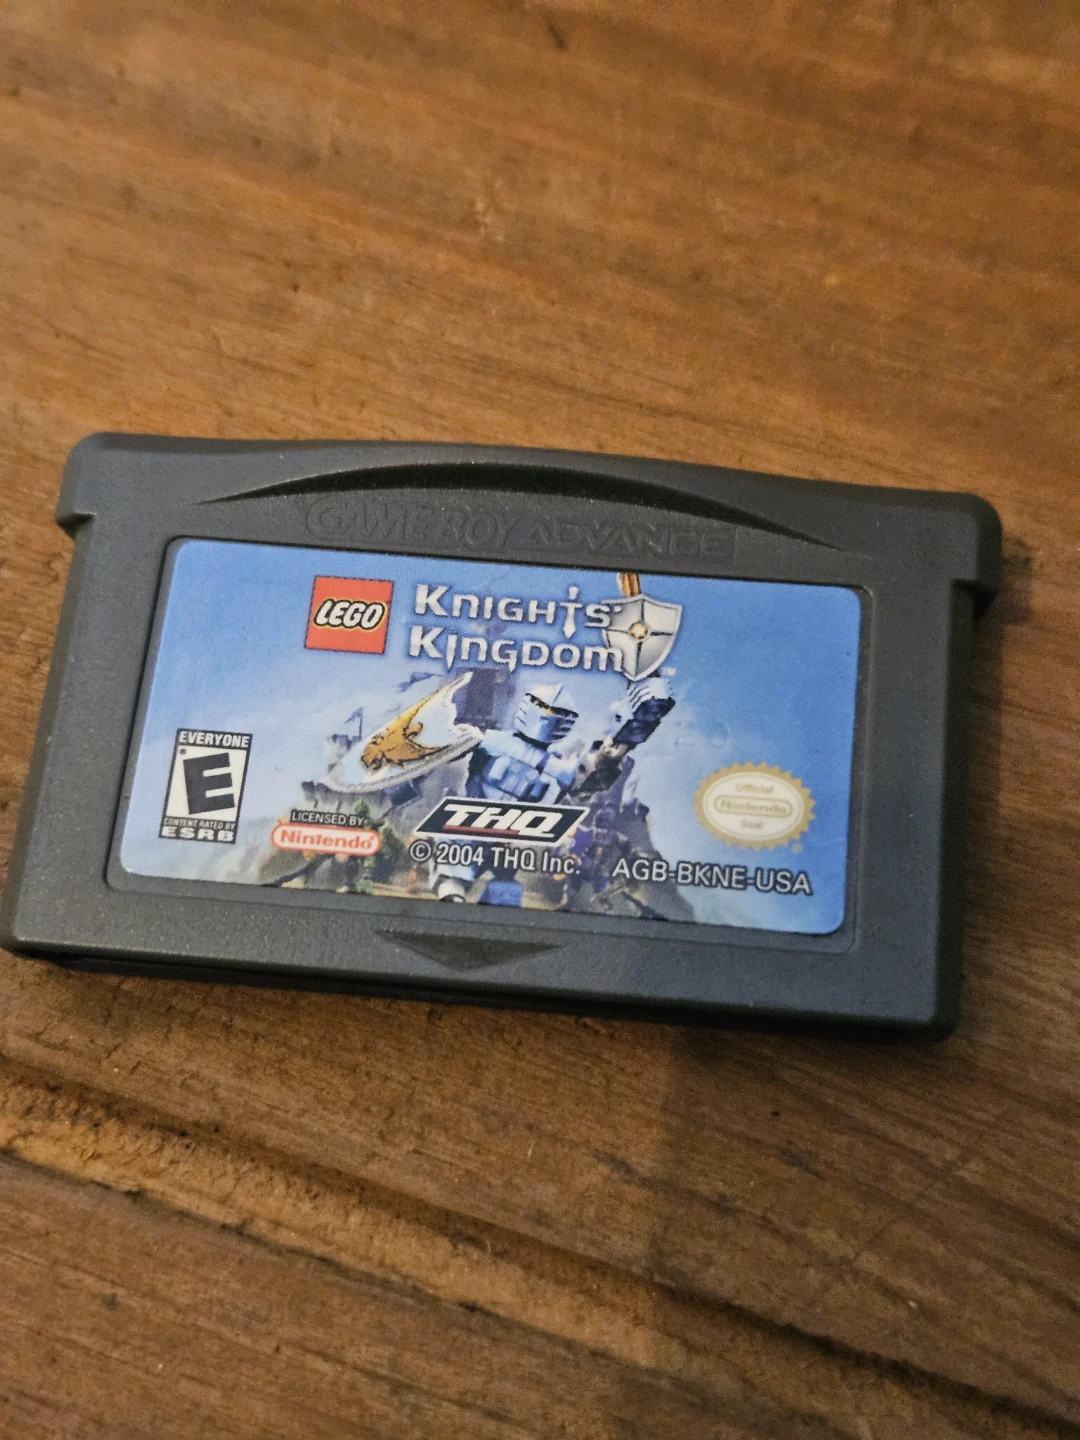 GAME BOY ADVANCE
LEGO
KNIGHTS'
KINGDOM
TM
EVERYONE
E
CONTENT RATED BY
ESRB
LICENSED BY
Nintendo
THQ
© 2004 THQ Inc.
AGB-BKNE-USA
Official
Nintendo
Seal
®